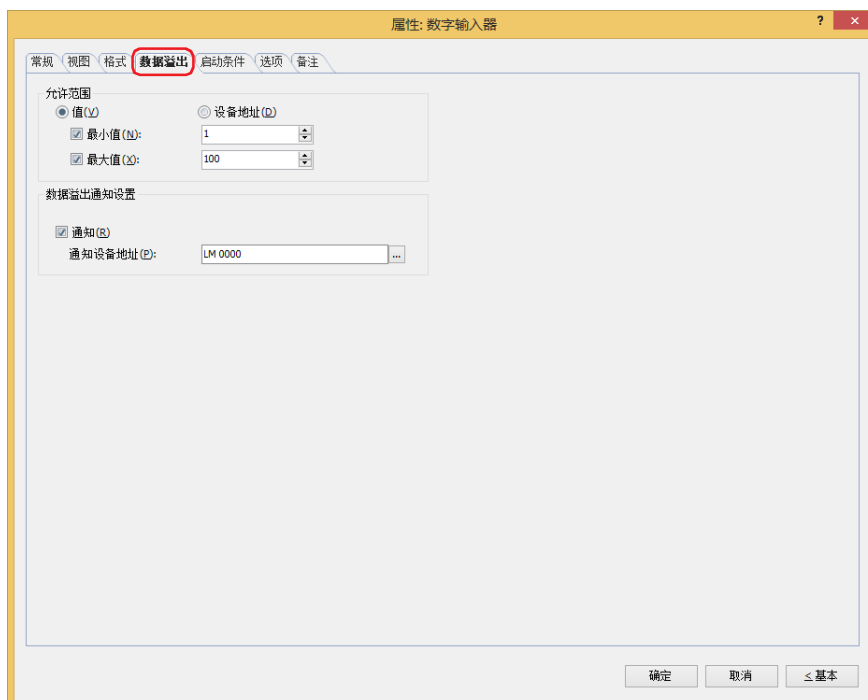 属性: 数字输入器
? ×
常规 视图 格式 数据溢出 启动条件 选项 备注
允许范围
值(V) 设备地址(D)
最小值(N): 1
最大值(X): 100
数据溢出通知设置
通知(R)
通知设备地址(P): LM 0000 ...
确定 取消 ≤基本